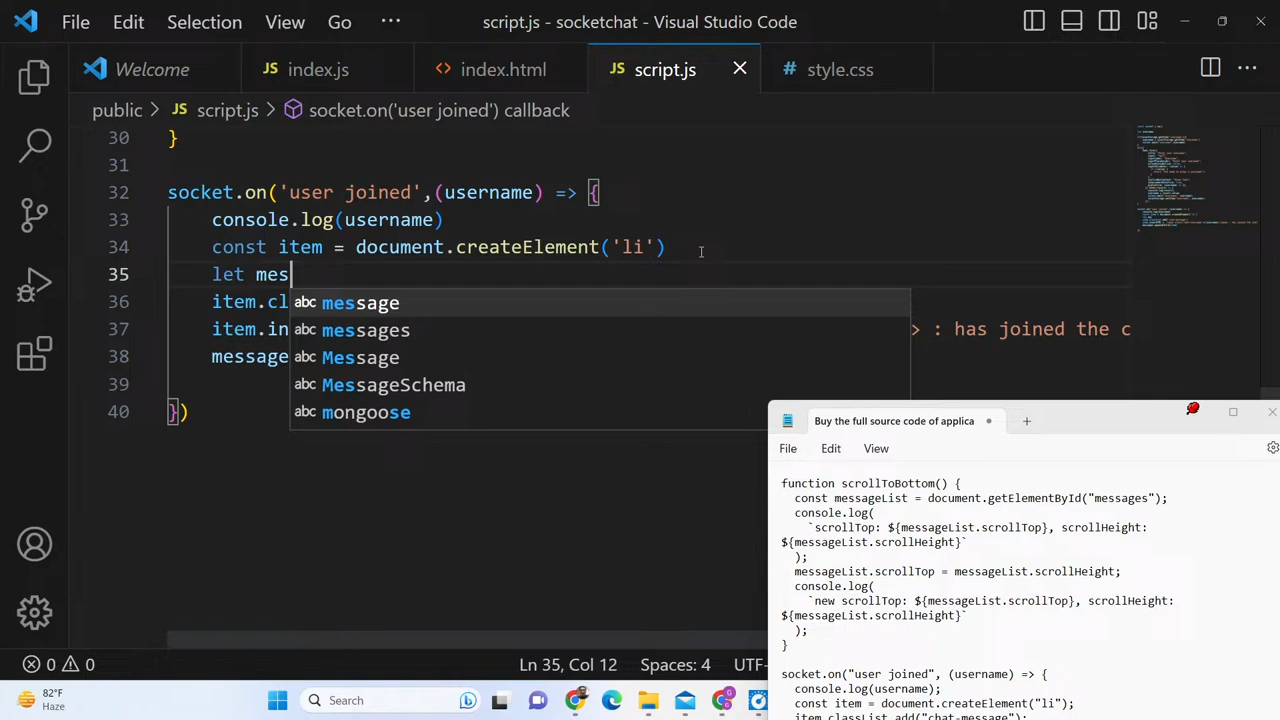 File Edit Selection View Go ··· script.js - socketchat - Visual Studio Code
Welcome JS index.js <> index.html JS script.js # style.css ···
public > JS script.js > socket.on('user joined') callback
30 }
31
32 socket.on('user joined',(username) => {
33 console.log(username)
34 const item = document.createElement('li')
35 let mes
36 item.cl abc message
37 item.in abc messages > : has joined the c
38 message abc Message
39 abc MessageSchema
40 }) abc mongoose
Buy the full source code of applica
File Edit View
function scrollToBottom() {
const messageList = document.getElementById("messages");
console.log(
`scrollTop: ${messageList.scrollTop}, scrollHeight:
${messageList.scrollHeight}`
);
messageList.scrollTop = messageList.scrollHeight;
console.log(
`new scrollTop: ${messageList.scrollTop}, scrollHeight:
${messageList.scrollHeight}`
);
}
socket.on("user joined", (username) => {
console.log(username);
const item = document.createElement("li");
item.classList.add("chat-message");
0 0 Ln 35, Col 12 Spaces: 4 UTF-
82°F
Haze
Search